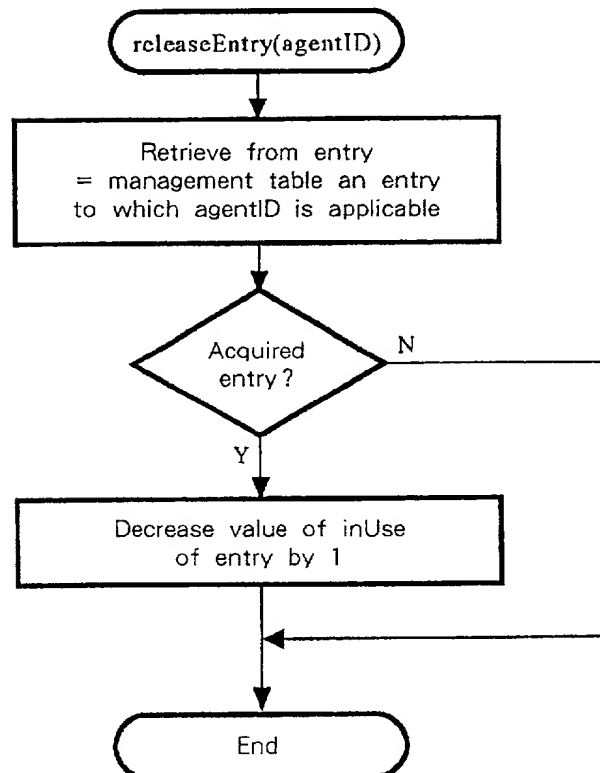 releaseEntry(agentID)
Retrieve from entry
= management table an entry
to which agentID is applicable
Acquired
entry?
N
Y
Decrease value of inUse
of entry by 1
End